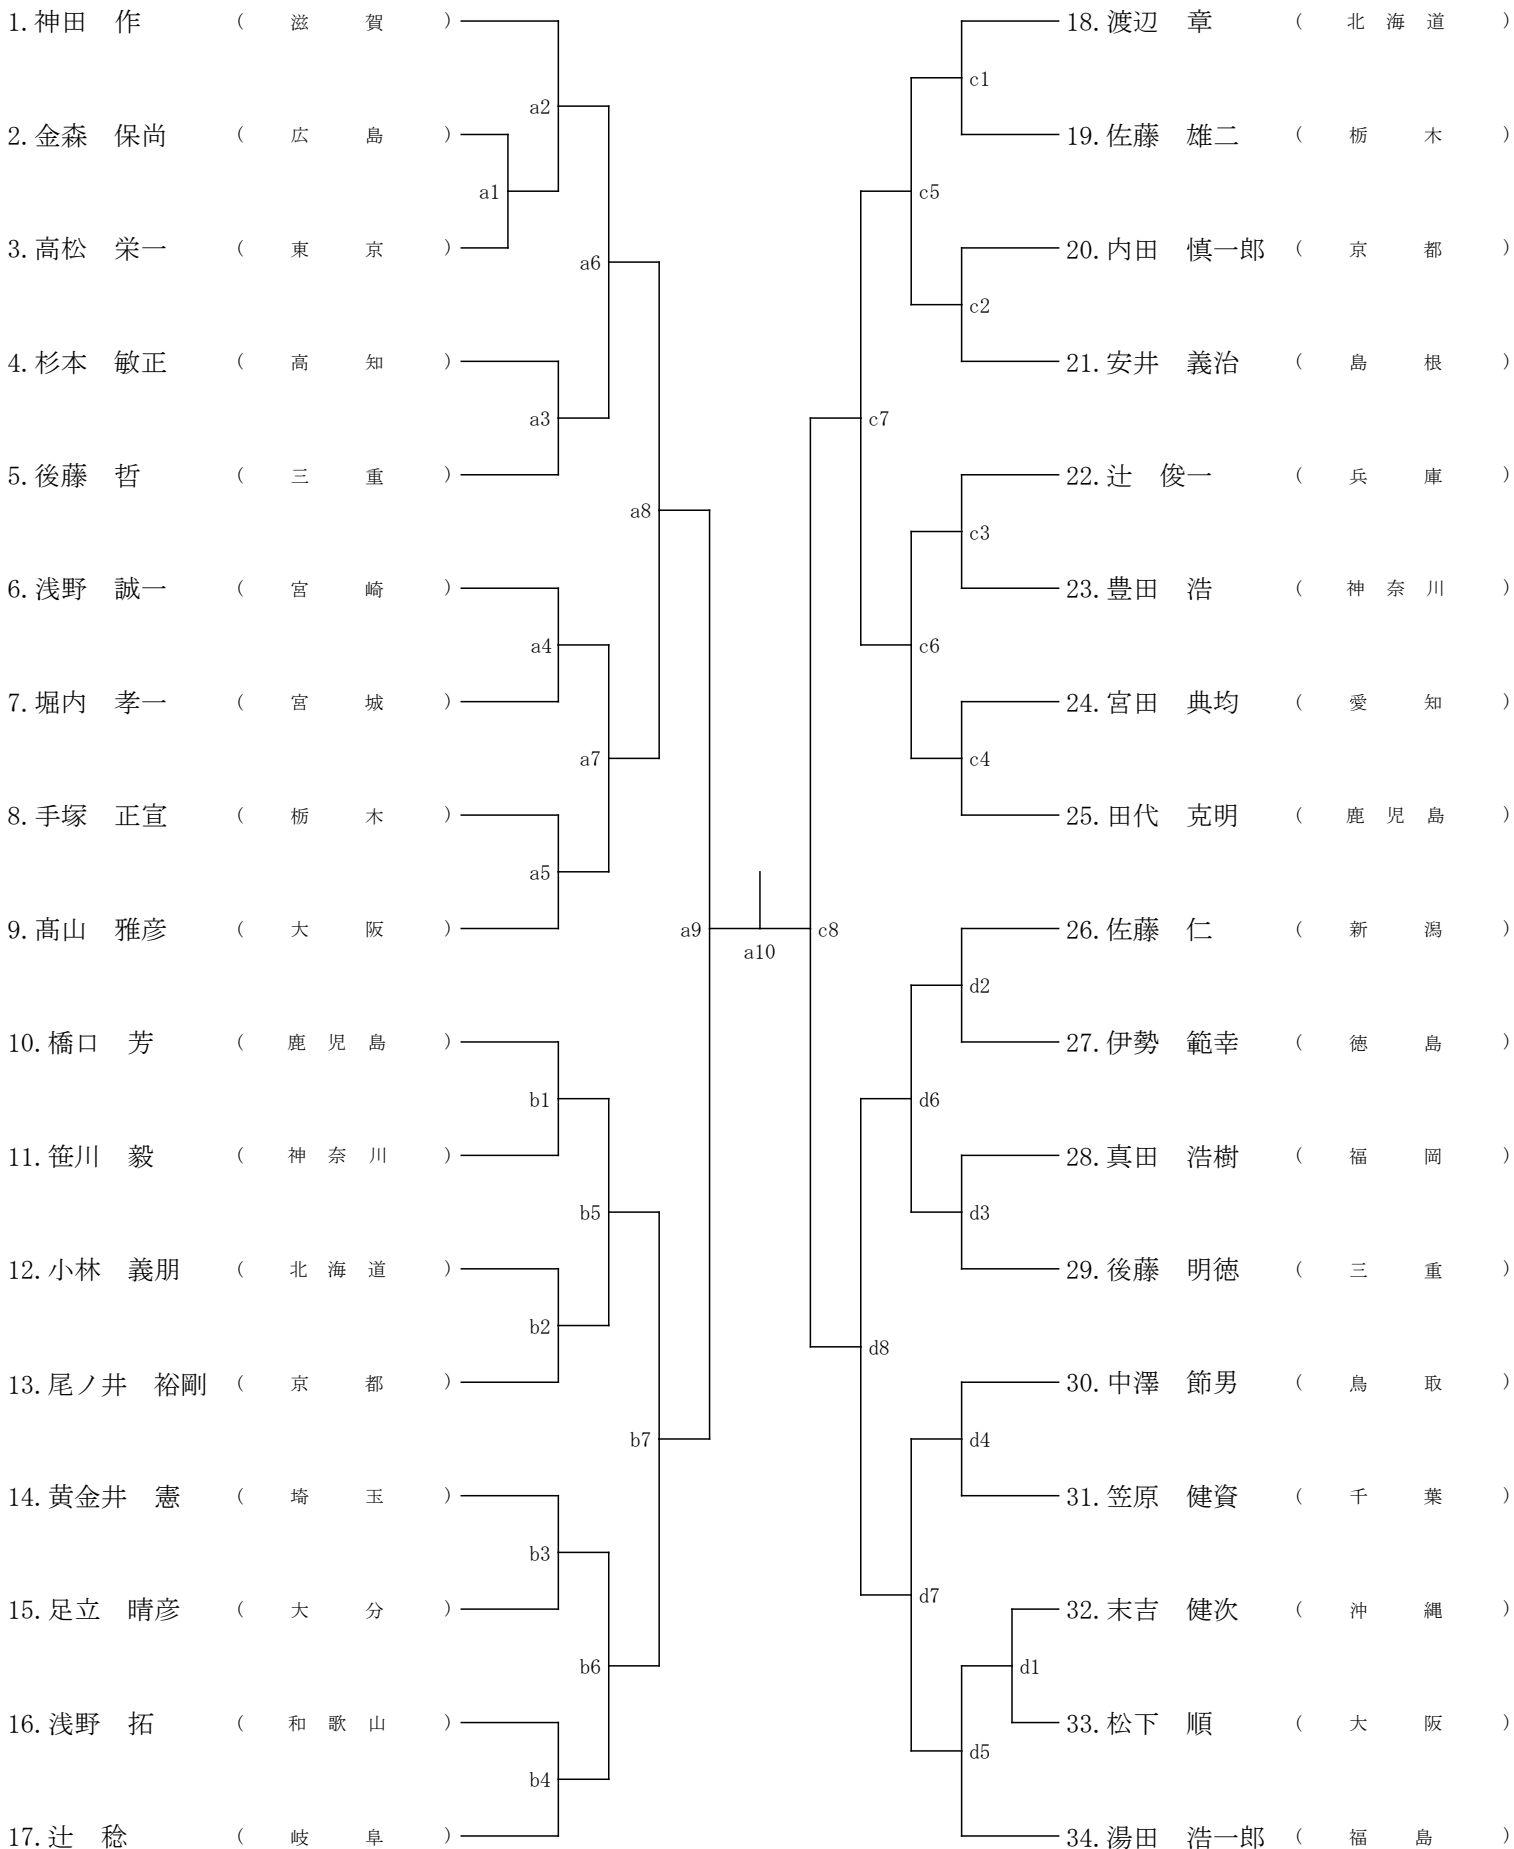 1. 神田　作 （ 滋 賀 ）
a2
2. 金森　保尚 （ 広 島 ）
a1
3. 高松　栄一 （ 東 京 ）
a6
4. 杉本　敏正 （ 高 知 ）
a3
5. 後藤　哲 （ 三 重 ）
a8
6. 浅野　誠一 （ 宮 崎 ）
a4
7. 堀内　孝一 （ 宮 城 ）
a7
8. 手塚　正宣 （ 栃 木 ）
a5
9. 髙山　雅彦 （ 大 阪 ）
a9
a10
10. 橋口　芳 （ 鹿 児 島 ）
b1
11. 笹川　毅 （ 神 奈 川 ）
b5
12. 小林　義朋 （ 北 海 道 ）
b2
13. 尾ノ井　裕剛 （ 京 都 ）
b7
14. 黄金井　憲 （ 埼 玉 ）
b3
15. 足立　晴彦 （ 大 分 ）
b6
16. 浅野　拓 （ 和 歌 山 ）
b4
17. 辻　稔 （ 岐 阜 ）
18. 渡辺　章 （ 北 海 道 ）
c1
19. 佐藤　雄二 （ 栃 木 ）
c5
20. 内田　慎一郎 （ 京 都 ）
c2
21. 安井　義治 （ 島 根 ）
c7
22. 辻　俊一 （ 兵 庫 ）
c3
23. 豊田　浩 （ 神 奈 川 ）
c6
24. 宮田　典均 （ 愛 知 ）
c4
25. 田代　克明 （ 鹿 児 島 ）
c8
26. 佐藤　仁 （ 新 潟 ）
d2
27. 伊勢　範幸 （ 徳 島 ）
d6
28. 真田　浩樹 （ 福 岡 ）
d3
29. 後藤　明徳 （ 三 重 ）
d8
30. 中澤　節男 （ 鳥 取 ）
d4
31. 笠原　健資 （ 千 葉 ）
d7
32. 末吉　健次 （ 沖 縄 ）
d1
33. 松下　順 （ 大 阪 ）
d5
34. 湯田　浩一郎 （ 福 島 ）